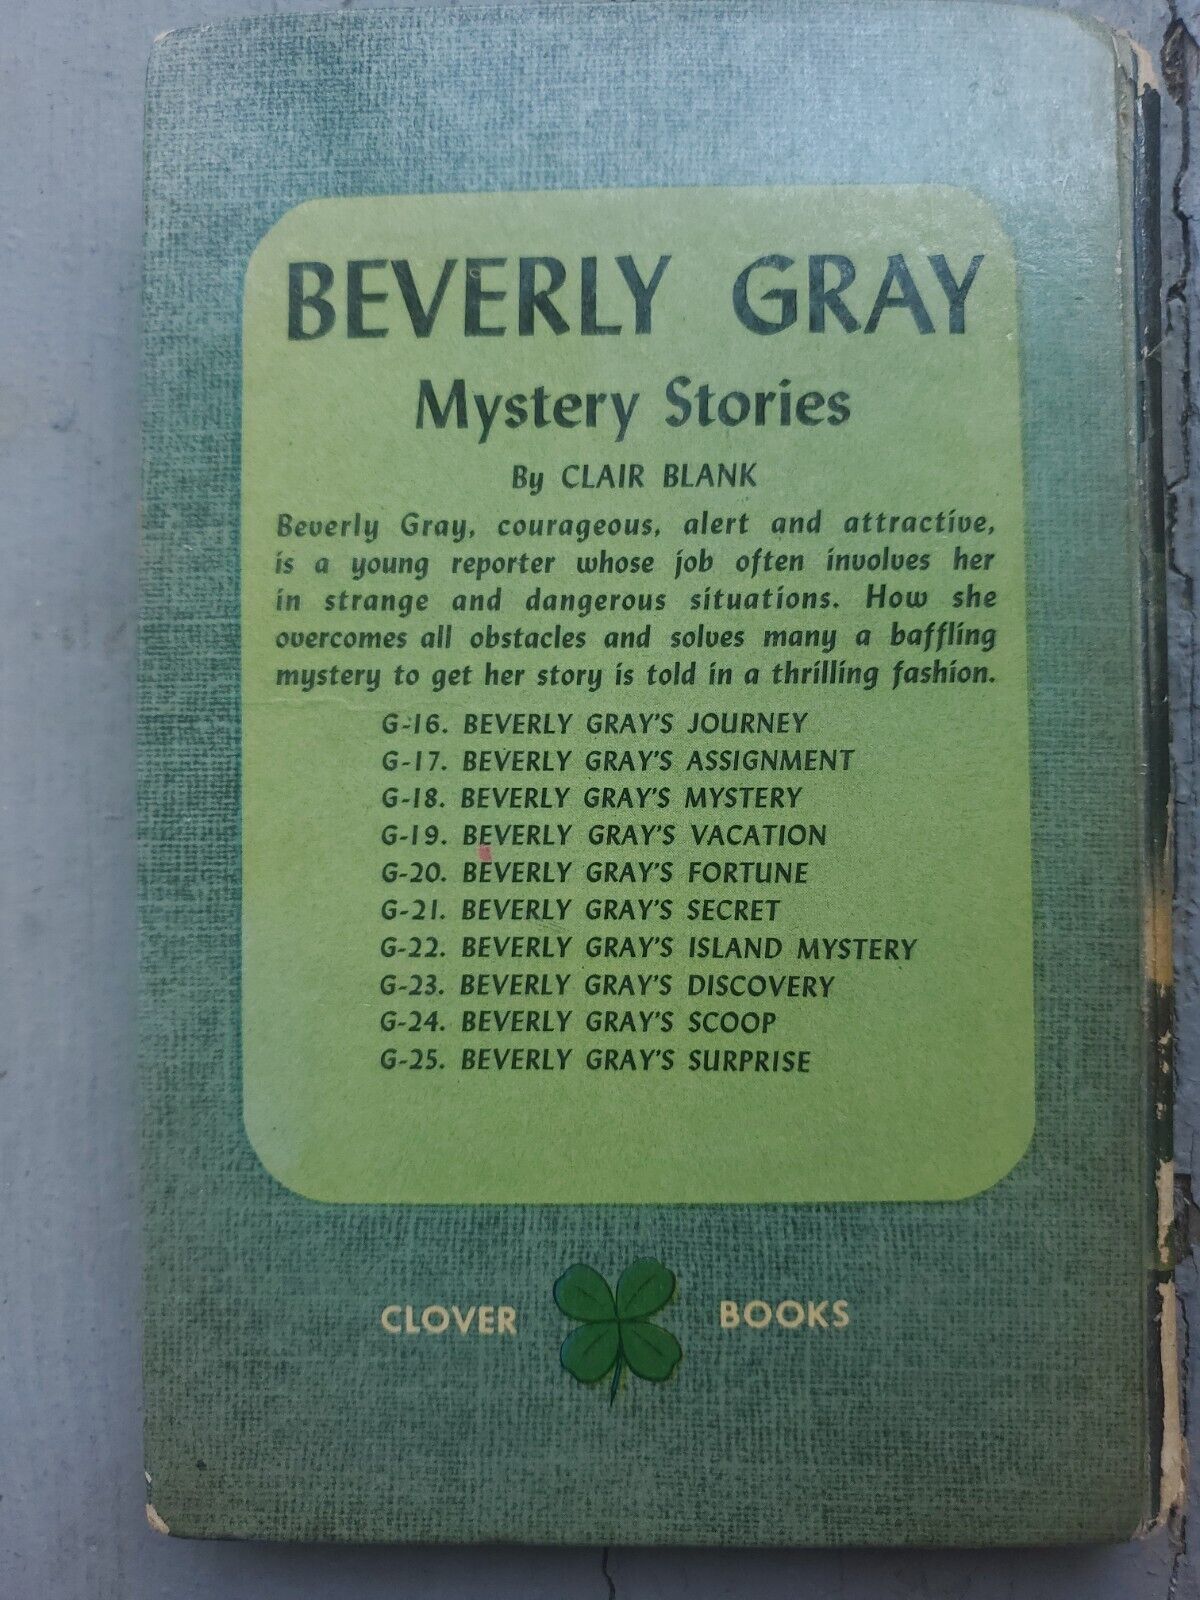 BEVERLY GRAY
Mystery Stories
By CLAIR BLANK
Beverly Gray, courageous, alert and attractive,
is a young reporter whose job often involves her
in strange and dangerous situations. How she
overcomes all obstacles and solves many a baffling
mystery to get her story is told in a thrilling fashion.
G-16. BEVERLY GRAY'S JOURNEY
G-17. BEVERLY GRAY'S ASSIGNMENT
G-18. BEVERLY GRAY'S MYSTERY
G-19. BEVERLY GRAY'S VACATION
G-20. BEVERLY GRAY'S FORTUNE
G-21. BEVERLY GRAY'S SECRET
G-22. BEVERLY GRAY'S ISLAND MYSTERY
G-23. BEVERLY GRAY'S DISCOVERY
G-24. BEVERLY GRAY'S SCOOP
G-25. BEVERLY GRAY'S SURPRISE
CLOVER BOOKS